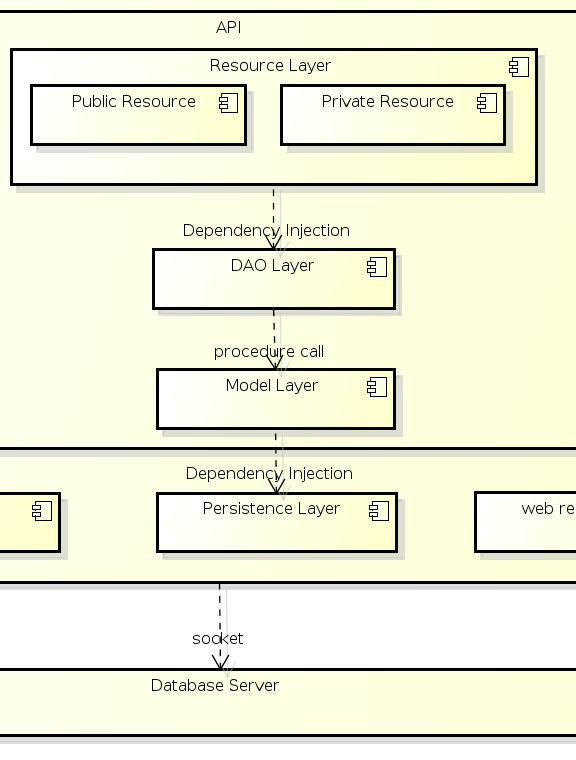 API
Resource Layer
Public Resource
Private Resource
Dependency Injection
DAO Layer
procedure call
Model Layer
Dependency Injection
Persistence Layer
web re
socket
Database Server